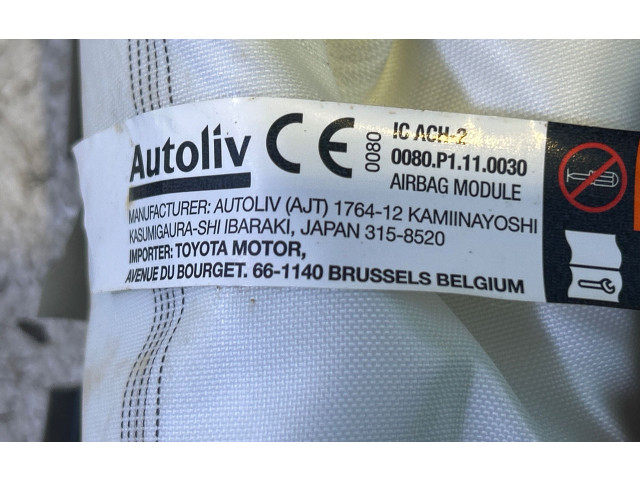 Autoliv CE 0080
IC ACH-2
0080.P1.11.0030
AIRBAG MODULE
MANUFACTURER: AUTOLIV (AJT) 1764-12 KAMIINAYOSHI
KASUMIGAURA-SHI IBARAKI, JAPAN 315-8520
IMPORTER: TOYOTA MOTOR,
AVENUE DU BOURGET. 66-1140 BRUSSELS BELGIUM